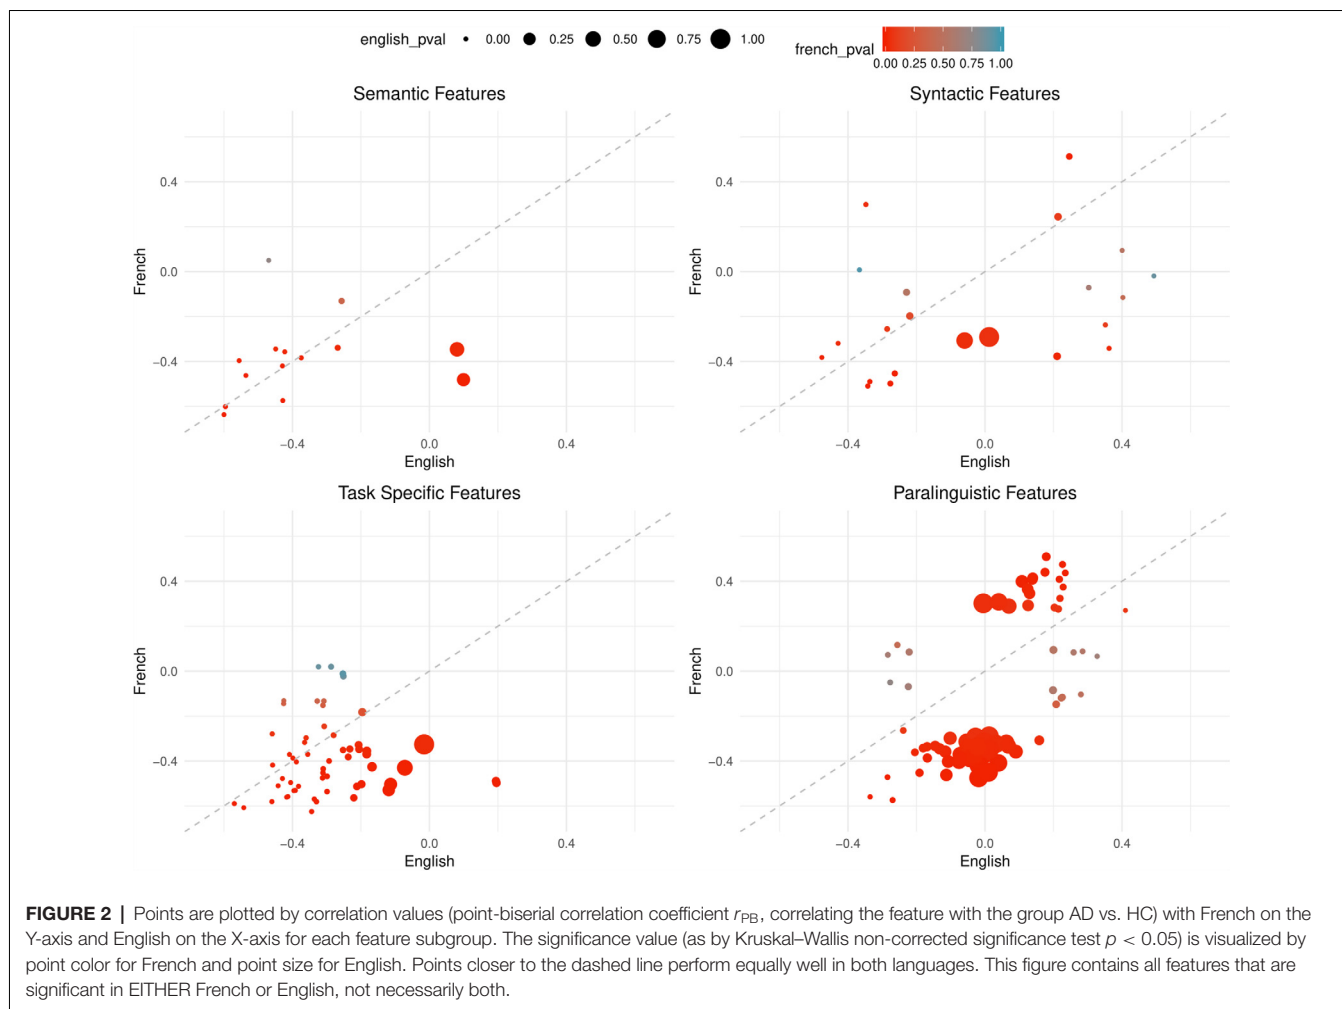 english_pval 0.00 0.25 0.50 0.75 1.00
french_pval
0.00 0.25 0.50 0.75 1.00
Semantic Features
0.4
0.0
−0.4
French
−0.4 0.0 0.4
English
Syntactic Features
0.4
0.0
−0.4
French
−0.4 0.0 0.4
English
Task Specific Features
0.4
0.0
−0.4
French
−0.4 0.0 0.4
English
Paralinguistic Features
0.4
0.0
−0.4
French
−0.4 0.0 0.4
English
FIGURE 2 | Points are plotted by correlation values (point-biserial correlation coefficient rPB, correlating the feature with the group AD vs. HC) with French on the
Y-axis and English on the X-axis for each feature subgroup. The significance value (as by Kruskal–Wallis non-corrected significance test p < 0.05) is visualized by
point color for French and point size for English. Points closer to the dashed line perform equally well in both languages. This figure contains all features that are
significant in EITHER French or English, not necessarily both.